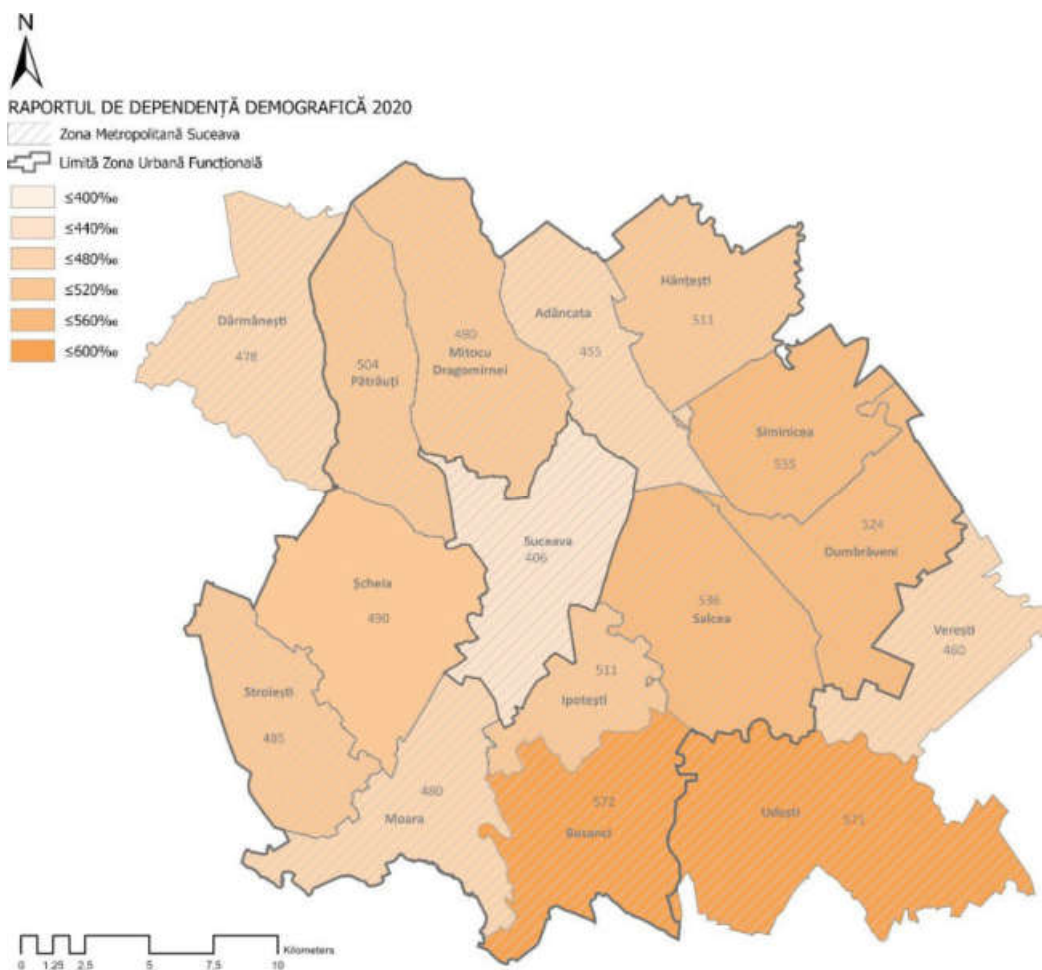 N
RAPORTUL DE DEPENDENȚĂ DEMOGRAFICĂ 2020
Zona Metropolitană Suceava
Limită Zona Urbană Funcțională
≤400‰
≤440‰
≤480‰
≤520‰
≤560‰
≤600‰
Dărmănești
478
504
Pătrăuți
490
Mitocu
Dragomirnei
Adâncata
455
Hănțești
511
Siminicea
535
524
Dumbrăveni
Suceava
406
Șcheia
490
536
Salcea
Verești
460
511
Ipotești
Stroiești
485
480
Moara
572
Bosanci
Udești
571
Kilometers
0 1.25 2.5 5 7.5 10